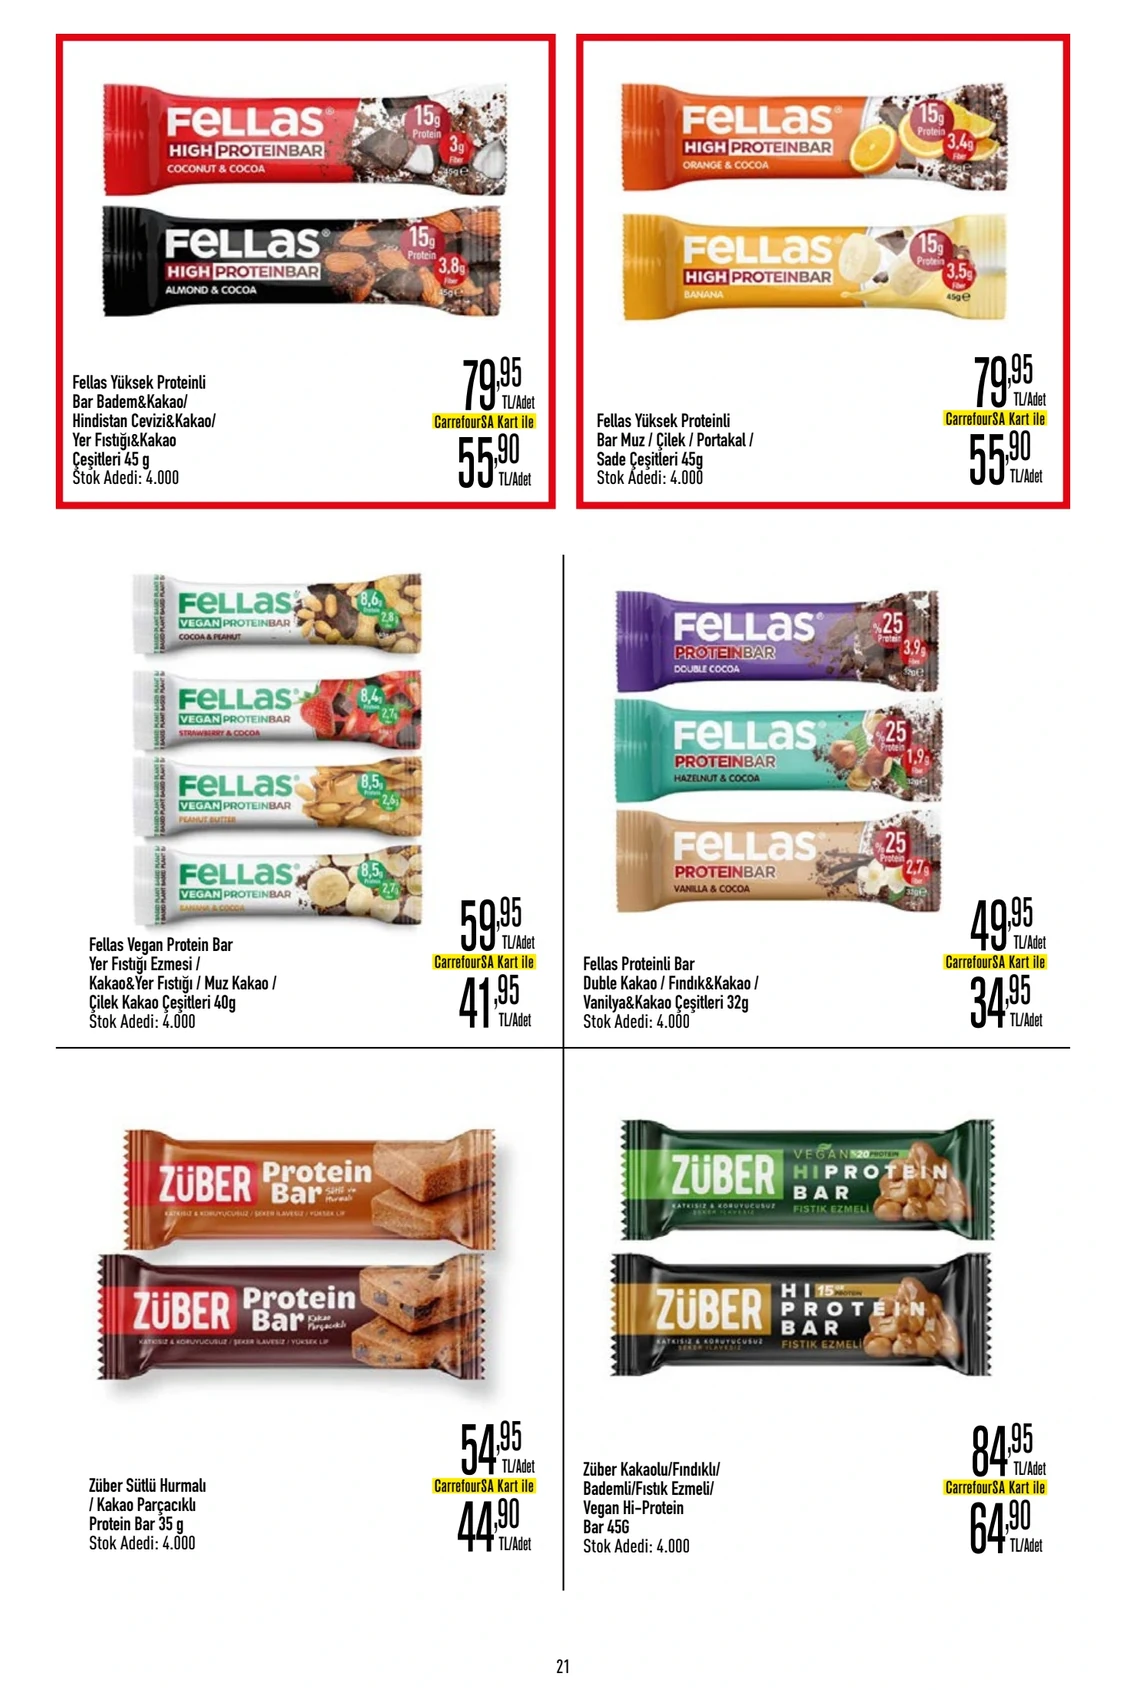 FELLAS®
HIGH PROTEINBAR
COCONUT & COCOA
15g
Protein
3g
Fiber
45g℮
FELLAS®
HIGH PROTEINBAR
ALMOND & COCOA
15g
Protein
3,8g
Fiber
45g℮
Fellas Yüksek Proteinli
Bar Badem&Kakao/
Hindistan Cevizi&Kakao/
Yer Fıstığı&Kakao
Çeşitleri 45 g
Stok Adedi: 4.000
79,95
TL/Adet
CarrefourSA Kart ile
55,90
TL/Adet
FELLAS®
HIGH PROTEINBAR
ORANGE & COCOA
15g
Protein
3,4g
Fiber
45g℮
FELLAS®
HIGH PROTEINBAR
BANANA
15g
Protein
3,5g
Fiber
45g℮
Fellas Yüksek Proteinli
Bar Muz / Çilek / Portakal /
Sade Çeşitleri 45g
Stok Adedi: 4.000
79,95
TL/Adet
CarrefourSA Kart ile
55,90
TL/Adet
FELLAS®
VEGAN PROTEINBAR
COCOA & PEANUT
8,6g
Protein
2,8g
FELLAS®
VEGAN PROTEINBAR
STRAWBERRY & COCOA
8,4g
Protein
2,7g
FELLAS®
VEGAN PROTEINBAR
PEANUT BUTTER
8,5g
Protein
2,6g
FELLAS®
VEGAN PROTEINBAR
BANANA & COCOA
8,5g
Protein
2,7g
Fellas Vegan Protein Bar
Yer Fıstığı Ezmesi /
Kakao&Yer Fıstığı / Muz Kakao /
Çilek Kakao Çeşitleri 40g
Stok Adedi: 4.000
59,95
TL/Adet
CarrefourSA Kart ile
41,95
TL/Adet
FELLAS®
PROTEINBAR
DOUBLE COCOA
%25
Protein
3,9g
Fiber
32g℮
FELLAS®
PROTEINBAR
HAZELNUT & COCOA
%25
Protein
1,9g
Fiber
32g℮
FELLAS®
PROTEINBAR
VANILLA & COCOA
%25
Protein
2,7g
Fiber
32g℮
Fellas Proteinli Bar
Duble Kakao / Fındık&Kakao /
Vanilya&Kakao Çeşitleri 32g
Stok Adedi: 4.000
49,95
TL/Adet
CarrefourSA Kart ile
34,95
TL/Adet
ZÜBER Protein
Bar Sütlü ve
Hurmalı
KATKISIZ & KORUYUCUSUZ / ŞEKER İLAVESİZ / YÜKSEK LİF
ZÜBER Protein
Bar Kakao
Parçacıklı
KATKISIZ & KORUYUCUSUZ / ŞEKER İLAVESİZ / YÜKSEK LİF
Züber Sütlü Hurmalı
/ Kakao Parçacıklı
Protein Bar 35 g
Stok Adedi: 4.000
54,95
TL/Adet
CarrefourSA Kart ile
44,90
TL/Adet
ZÜBER
VEGAN %20 PROTEIN
HIPROTEIN
BAR
FISTIK EZMELİ
KATKISIZ & KORUYUCUSUZ
ŞEKER İLAVESİZ
ZÜBER
HI 15GR PROTEIN
PROTEIN
BAR
FISTIK EZMELİ
KATKISIZ & KORUYUCUSUZ
ŞEKER İLAVESİZ
Züber Kakaolu/Fındıklı/
Bademli/Fıstık Ezmeli/
Vegan Hi-Protein
Bar 45G
Stok Adedi: 4.000
84,95
TL/Adet
CarrefourSA Kart ile
64,90
TL/Adet
21